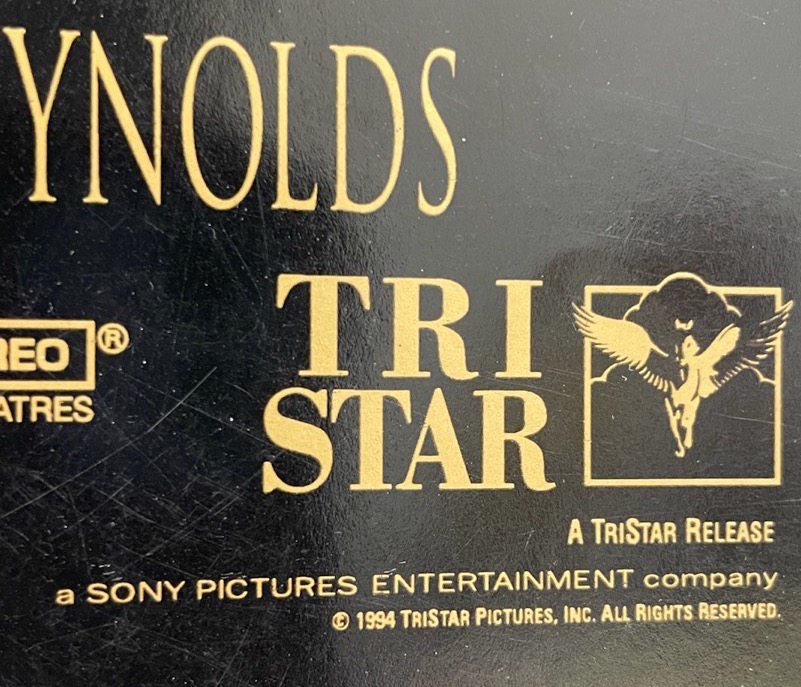 YNOLDS
TRI
STAR
REO®
ATRES
A TRISTAR RELEASE
a SONY PICTURES ENTERTAINMENT company
© 1994 TRISTAR PICTURES, INC. ALL RIGHTS RESERVED.